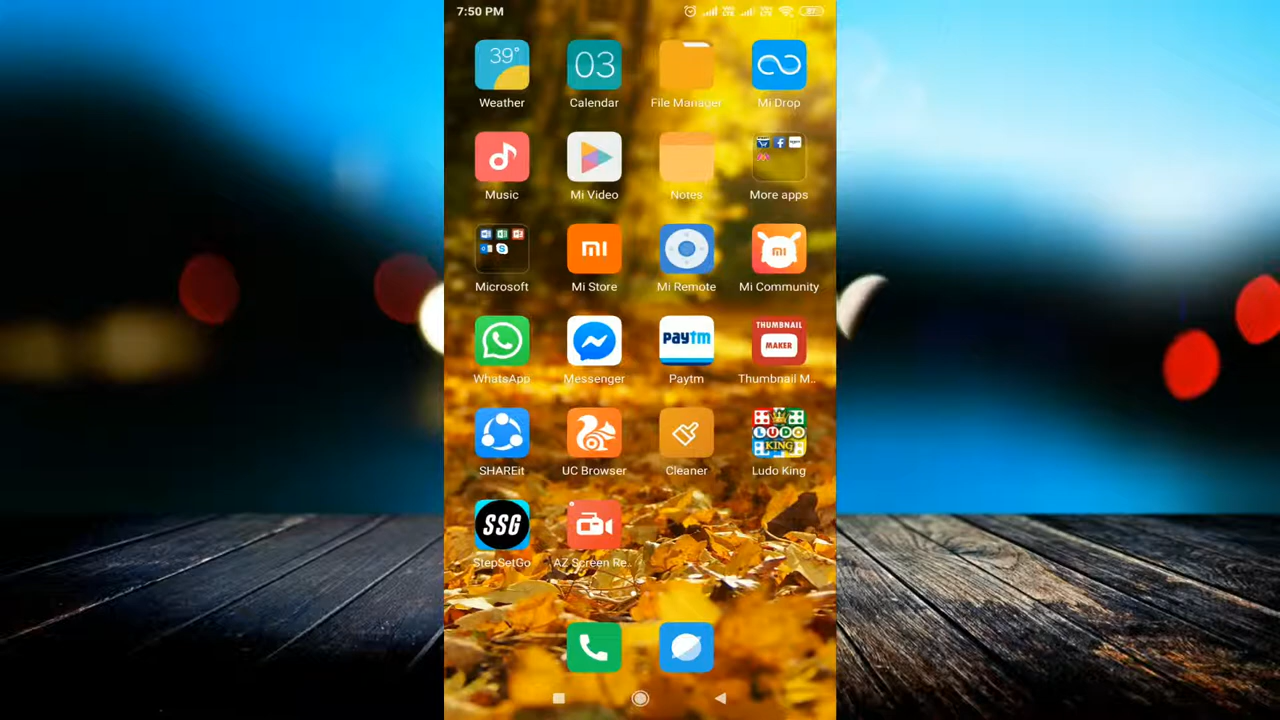 7:50 PM
39°
03
Weather
Calendar
File Manager
Mi Drop
Music
Mi Video
Notes
More apps
Microsoft
Mi Store
Mi Remote
Mi Community
THUMBNAIL
MAKER
paytm
WhatsApp
Messenger
Paytm
Thumbnail M..
LUDO
KING
SHAREit
UC Browser
Cleaner
Ludo King
SSG
StepSetGo
AZ Screen Re..